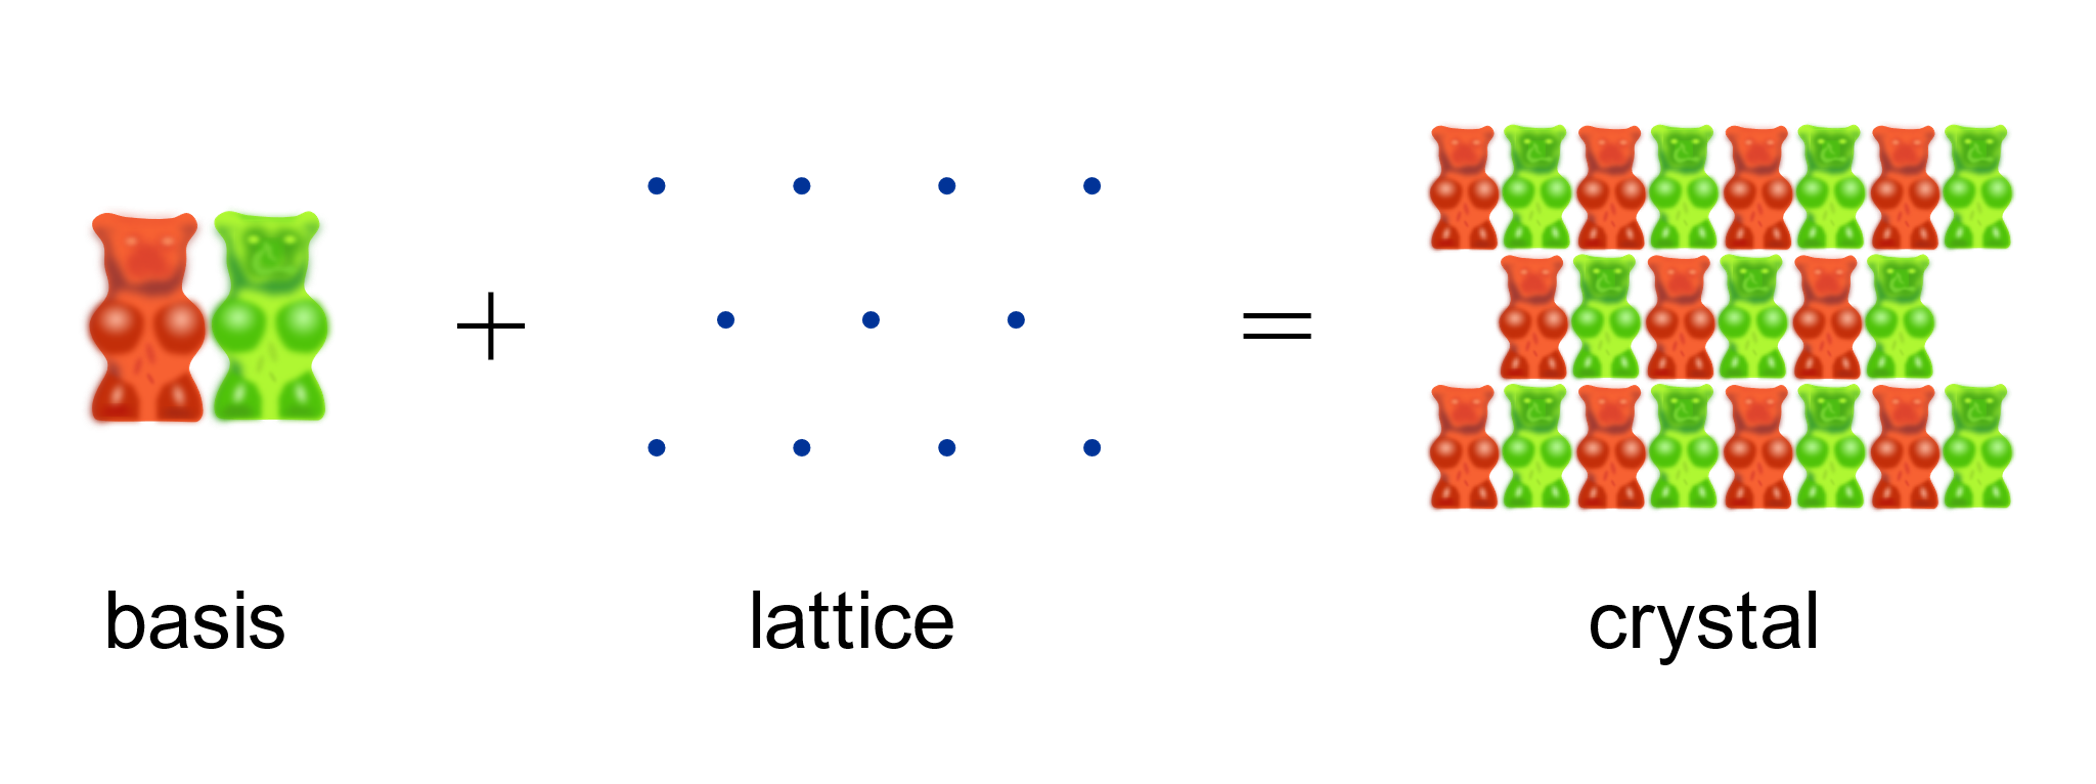 + =
basis lattice crystal